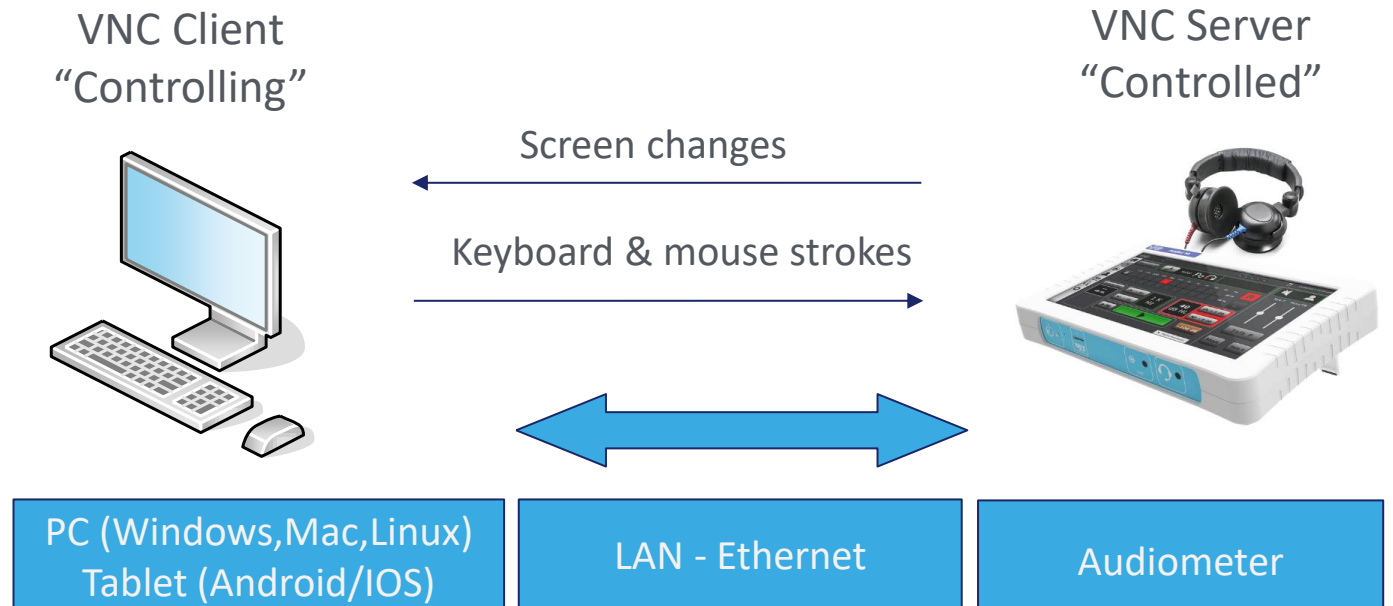 VNC Client
“Controlling”
VNC Server
“Controlled”
Screen changes
Keyboard & mouse strokes
40
PC (Windows,Mac,Linux)
Tablet (Android/IOS)
LAN - Ethernet
Audiometer